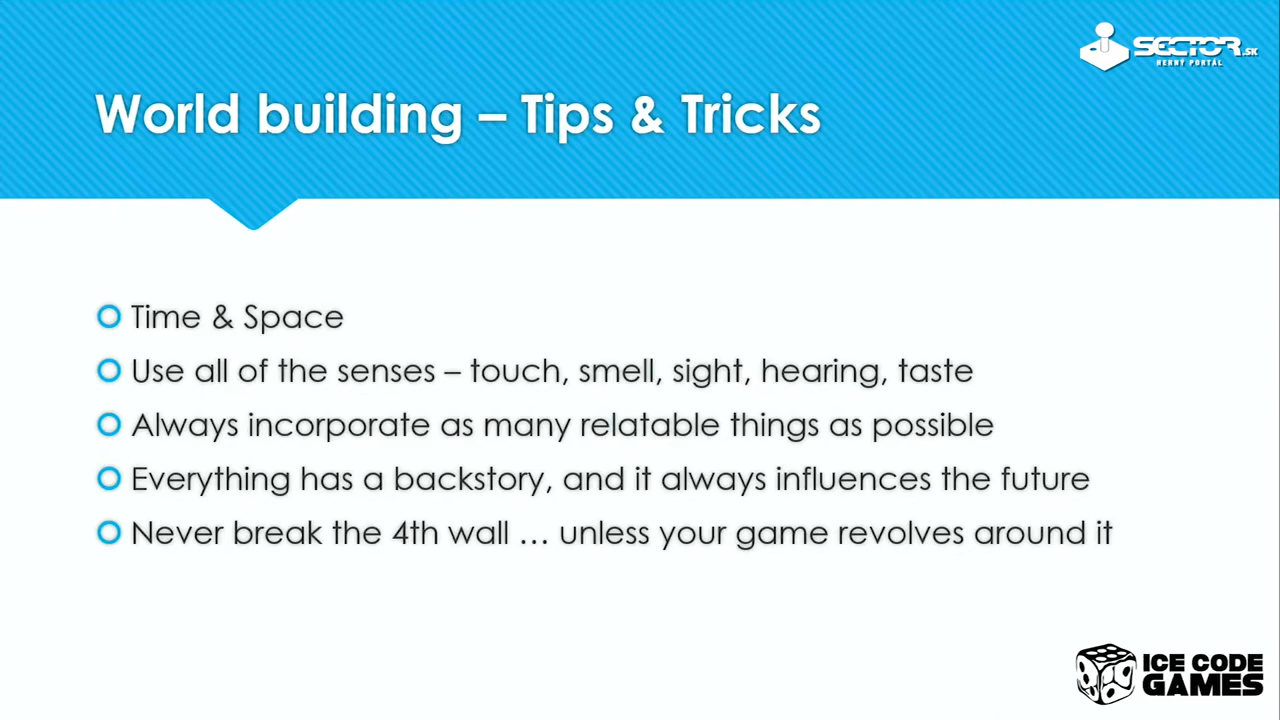 SECTOR.SK
HERNÝ PORTÁL
World building – Tips & Tricks
Time & Space
Use all of the senses – touch, smell, sight, hearing, taste
Always incorporate as many relatable things as possible
Everything has a backstory, and it always influences the future
Never break the 4th wall … unless your game revolves around it
ICE CODE
GAMES